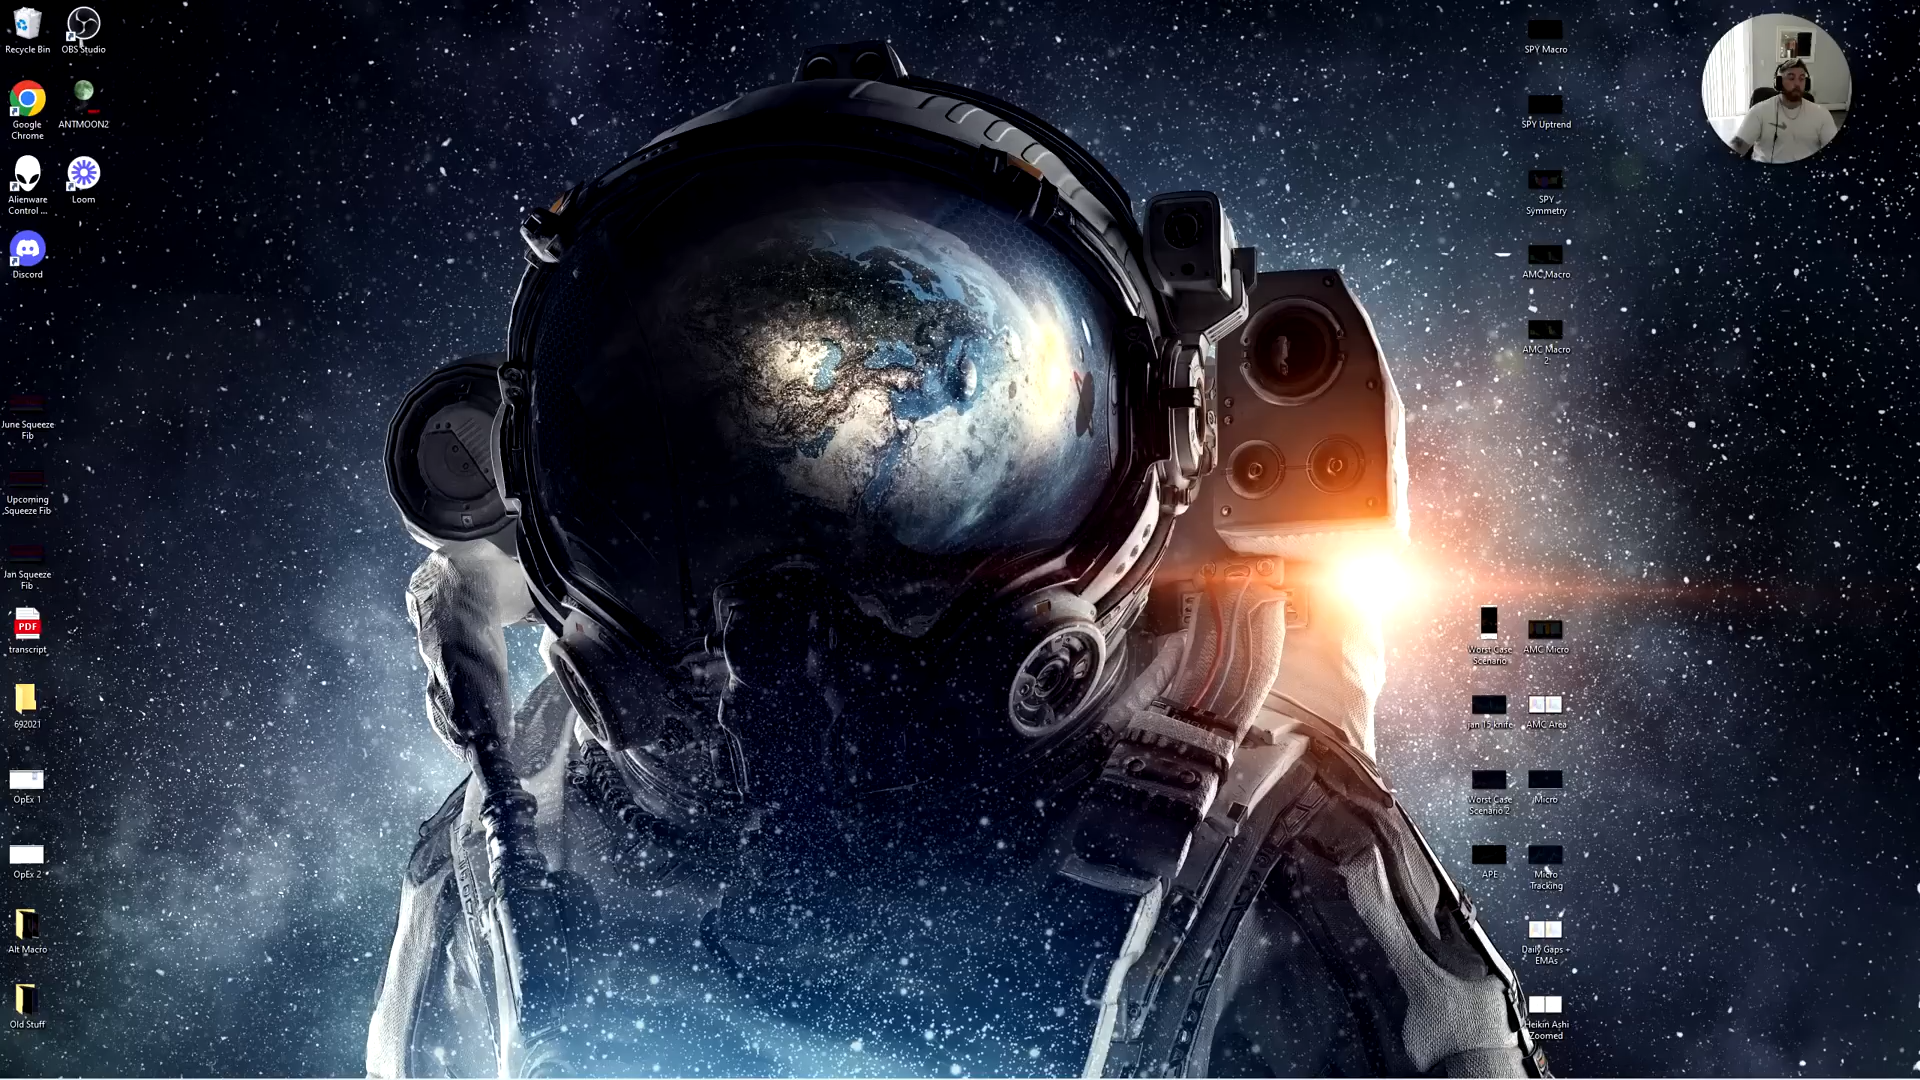 Recycle Bin
OBS Studio
Google
Chrome
ANTMOON2
Alienware
Control ...
Loom
Discord
June Squeeze
Fib
Upcoming
Squeeze Fib
Jan Squeeze
Fib
PDF
transcript
692021
OpEx 1
OpEx 2
Alt Macro
Old Stuff
SPY Macro
SPY Uptrend
SPY
Symmetry
AMC Macro
AMC Macro
2
Worst Case
Scenario
AMC Micro
jan 15 knife
AMC Area
Worst Case
Scenario 2
Micro
APE
Micro
Tracking
Daily Gaps +
EMAs
Heikin Ashi
Zoomed